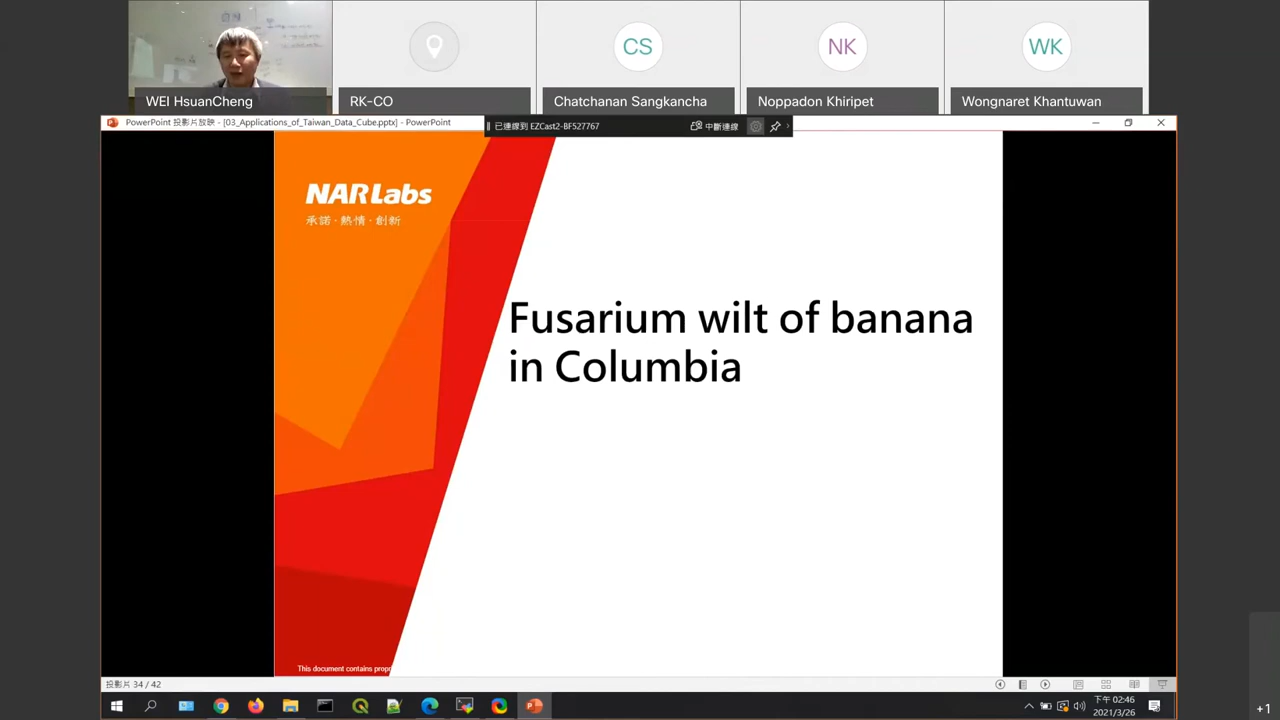 WEI HsuanCheng
RK-CO
CS
Chatchanan Sangkancha
NK
Noppadon Khiripet
WK
Wongnaret Khantuwan
PowerPoint 投影片放映 - [03_Applications_of_Taiwan_Data_Cube.pptx] - PowerPoint
已連線到 EZCast2-BF527767
中斷連線
NARLabs
承諾·熱情·創新
Fusarium wilt of banana
in Columbia
This document contains prop
投影片 34 / 42
下午 02:46
2021/3/26
+1